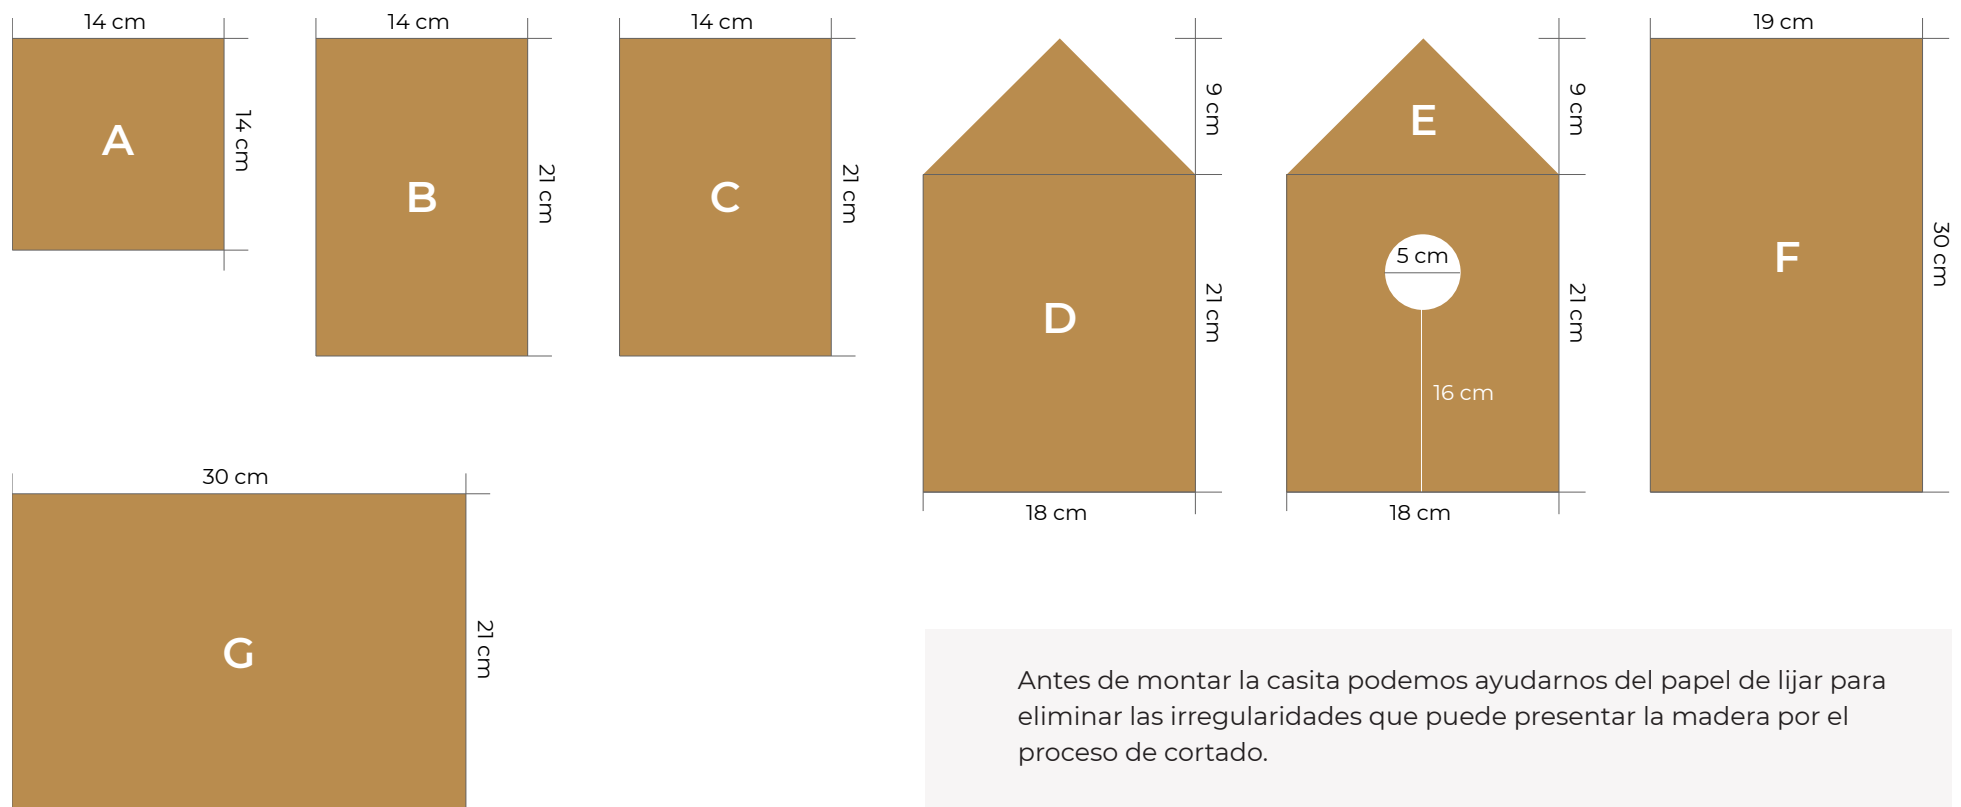 14 cm
14 cm
14 cm
19 cm
A
14 cm
B
21 cm
C
21 cm
9 cm
D
21 cm
18 cm
E
9 cm
5 cm
16 cm
21 cm
18 cm
F
30 cm
30 cm
G
21 cm
Antes de montar la casita podemos ayudarnos del papel de lijar para
eliminar las irregularidades que puede presentar la madera por el
proceso de cortado.